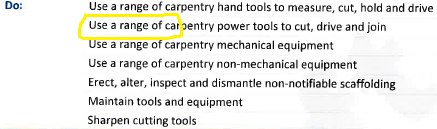 Do: Use a range of carpentry hand tools to measure, cut, hold and drive
Use a range of carpentry power tools to cut, drive and join
Use a range of carpentry mechanical equipment
Use a range of carpentry non-mechanical equipment
Erect, alter, inspect and dismantle non-notifiable scaffolding
Maintain tools and equipment
Sharpen cutting tools